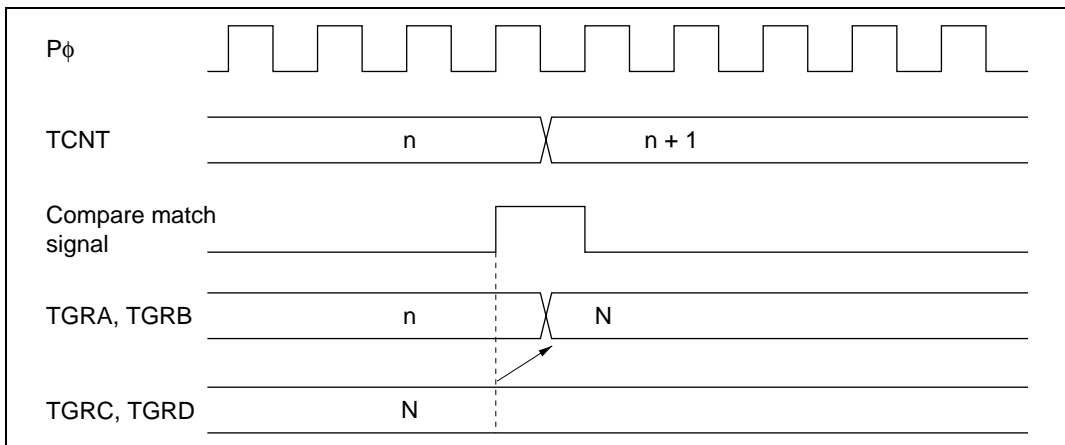 Pϕ
TCNT n n + 1
Compare match
signal
TGRA, TGRB n N
TGRC, TGRD N